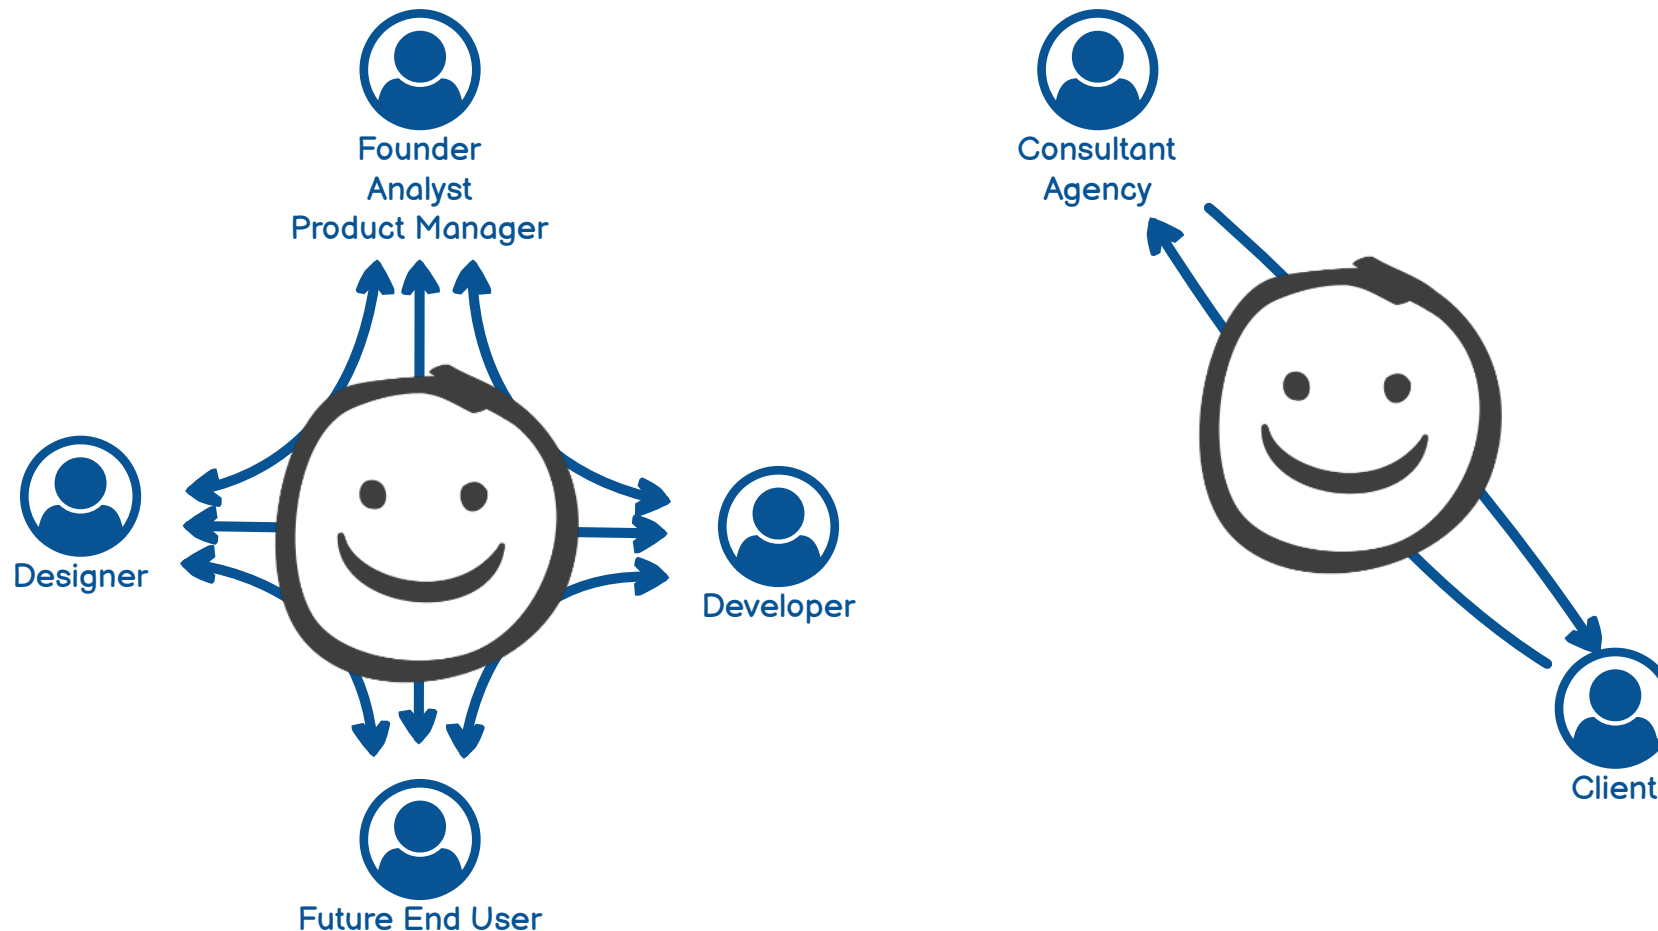 Founder
Analyst
Product Manager
Consultant
Agency
Designer
Developer
Client
Future End User